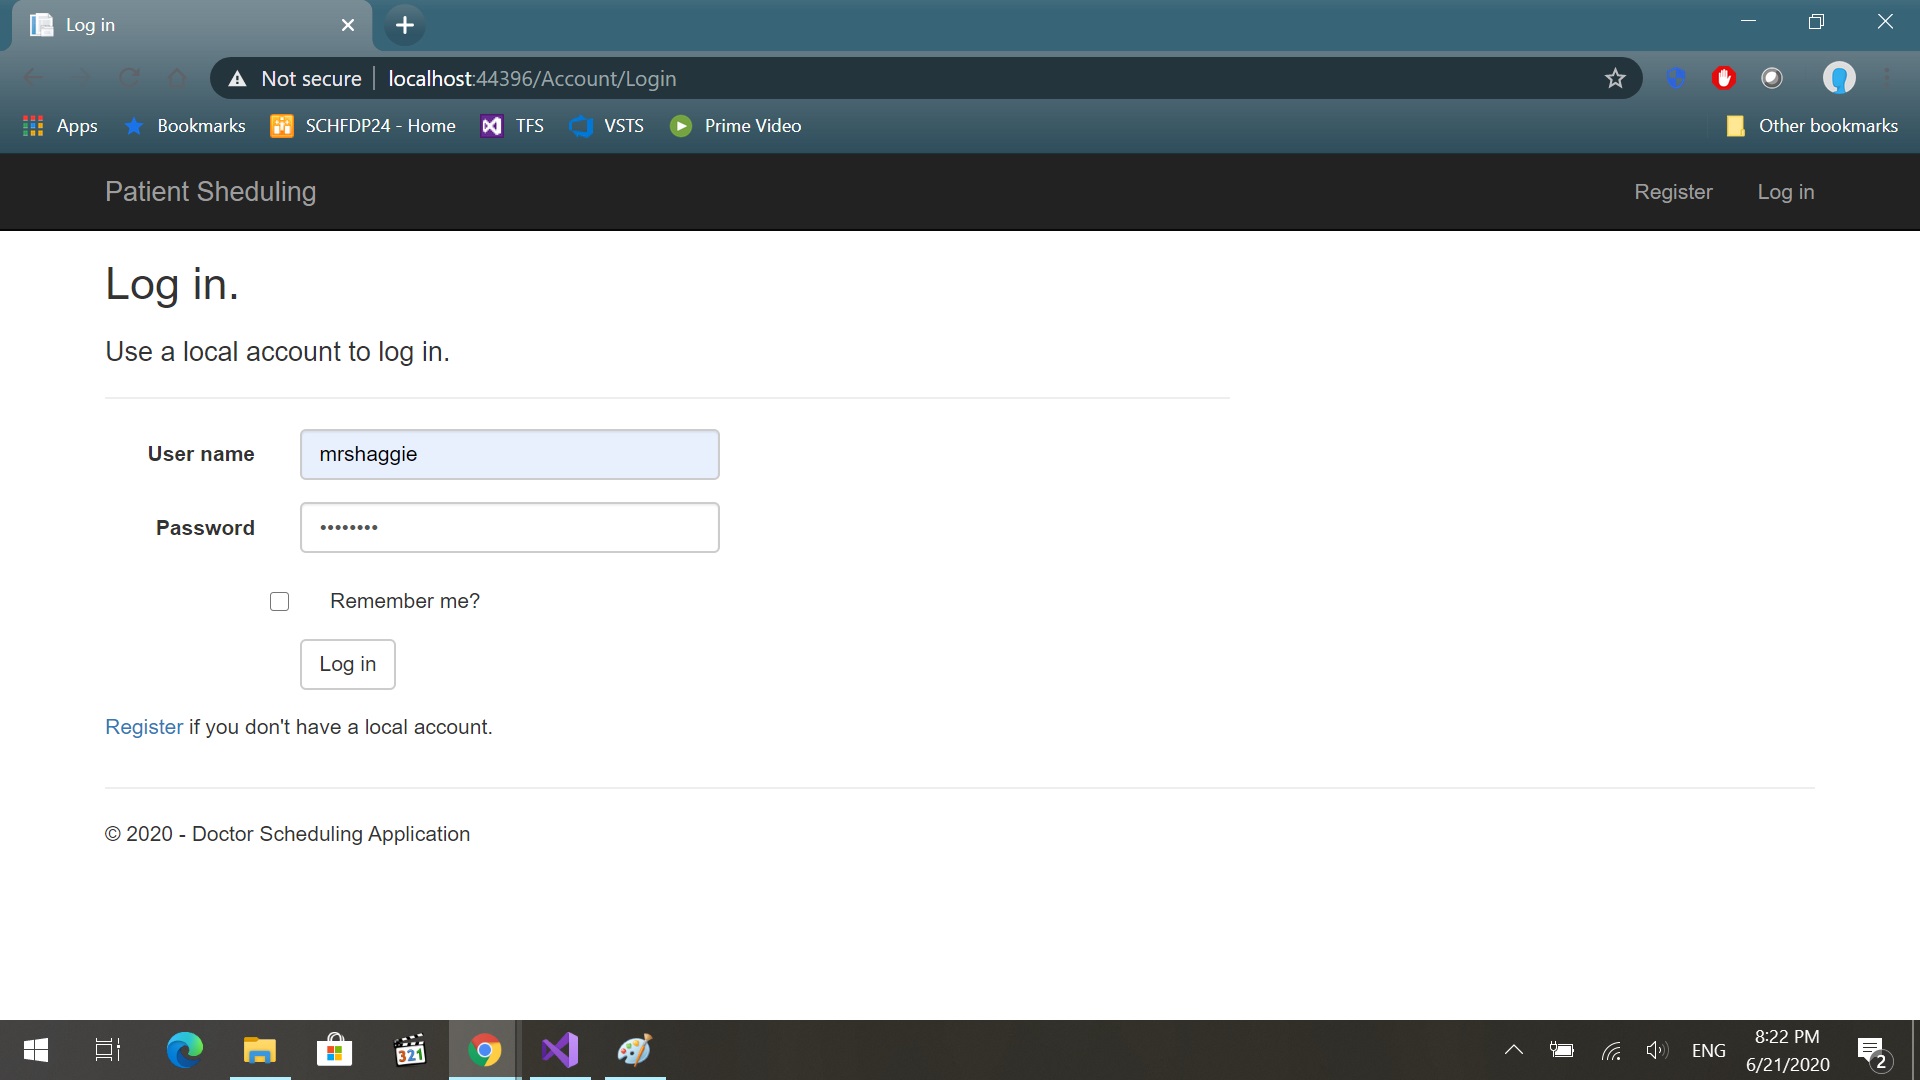 Log in
Not secure localhost:44396/Account/Login
Apps Bookmarks SCHFDP24 - Home TFS VSTS Prime Video Other bookmarks
Patient Sheduling Register Log in
Log in.
Use a local account to log in.
User name mrshaggie
Password ••••••••
Remember me?
Log in
Register if you don't have a local account.
© 2020 - Doctor Scheduling Application
321
ENG
8:22 PM
6/21/2020
2